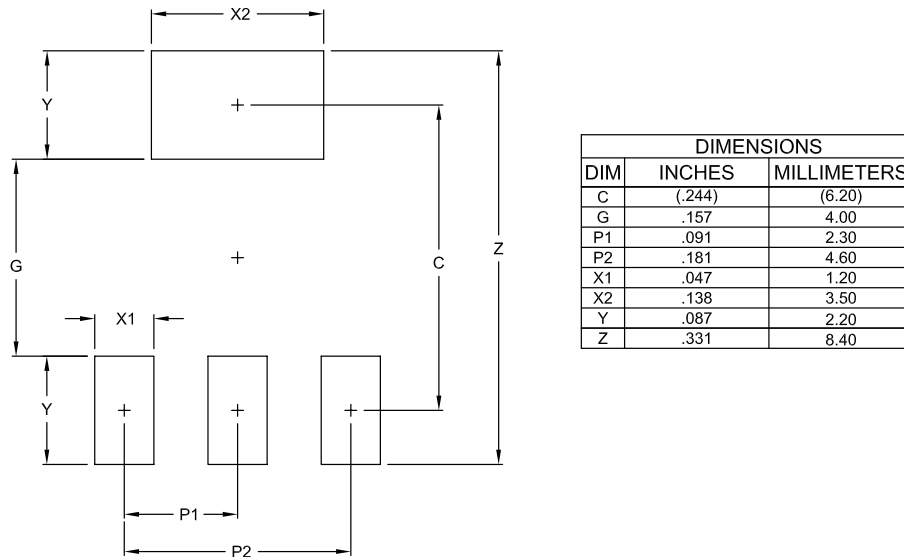 X2
Y
G
C
Z
X1
Y
P1
P2
DIMENSIONS
DIM INCHES MILLIMETERS
C (.244) (6.20)
G .157 4.00
P1 .091 2.30
P2 .181 4.60
X1 .047 1.20
X2 .138 3.50
Y .087 2.20
Z .331 8.40